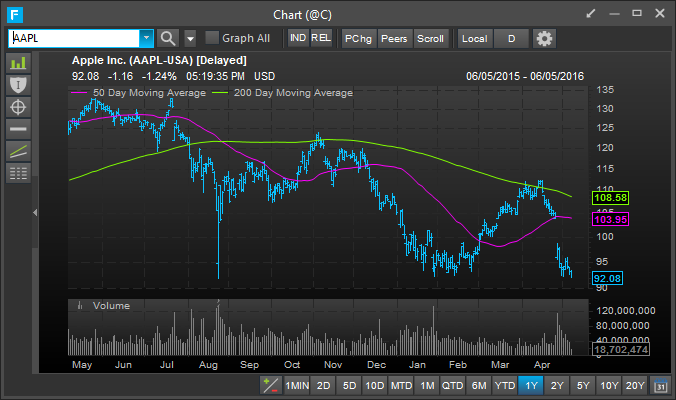 F Chart (@C)
AAPL Graph All IND REL PChg Peers Scroll Local D
Apple Inc. (AAPL-USA) [Delayed]
92.08 -1.16 -1.24% 05:19:35 PM USD 06/05/2015 - 06/05/2016
50 Day Moving Average 200 Day Moving Average
135
130
125
120
115
110
108.58
105
103.95
100
95
92.08
90
Volume
120,000,000
80,000,000
40,000,000
18,702,474
May Jun Jul Aug Sep Oct Nov Dec Jan Feb Mar Apr
1MIN 2D 5D 10D MTD 1M QTD 6M YTD 1Y 2Y 5Y 10Y 20Y 31